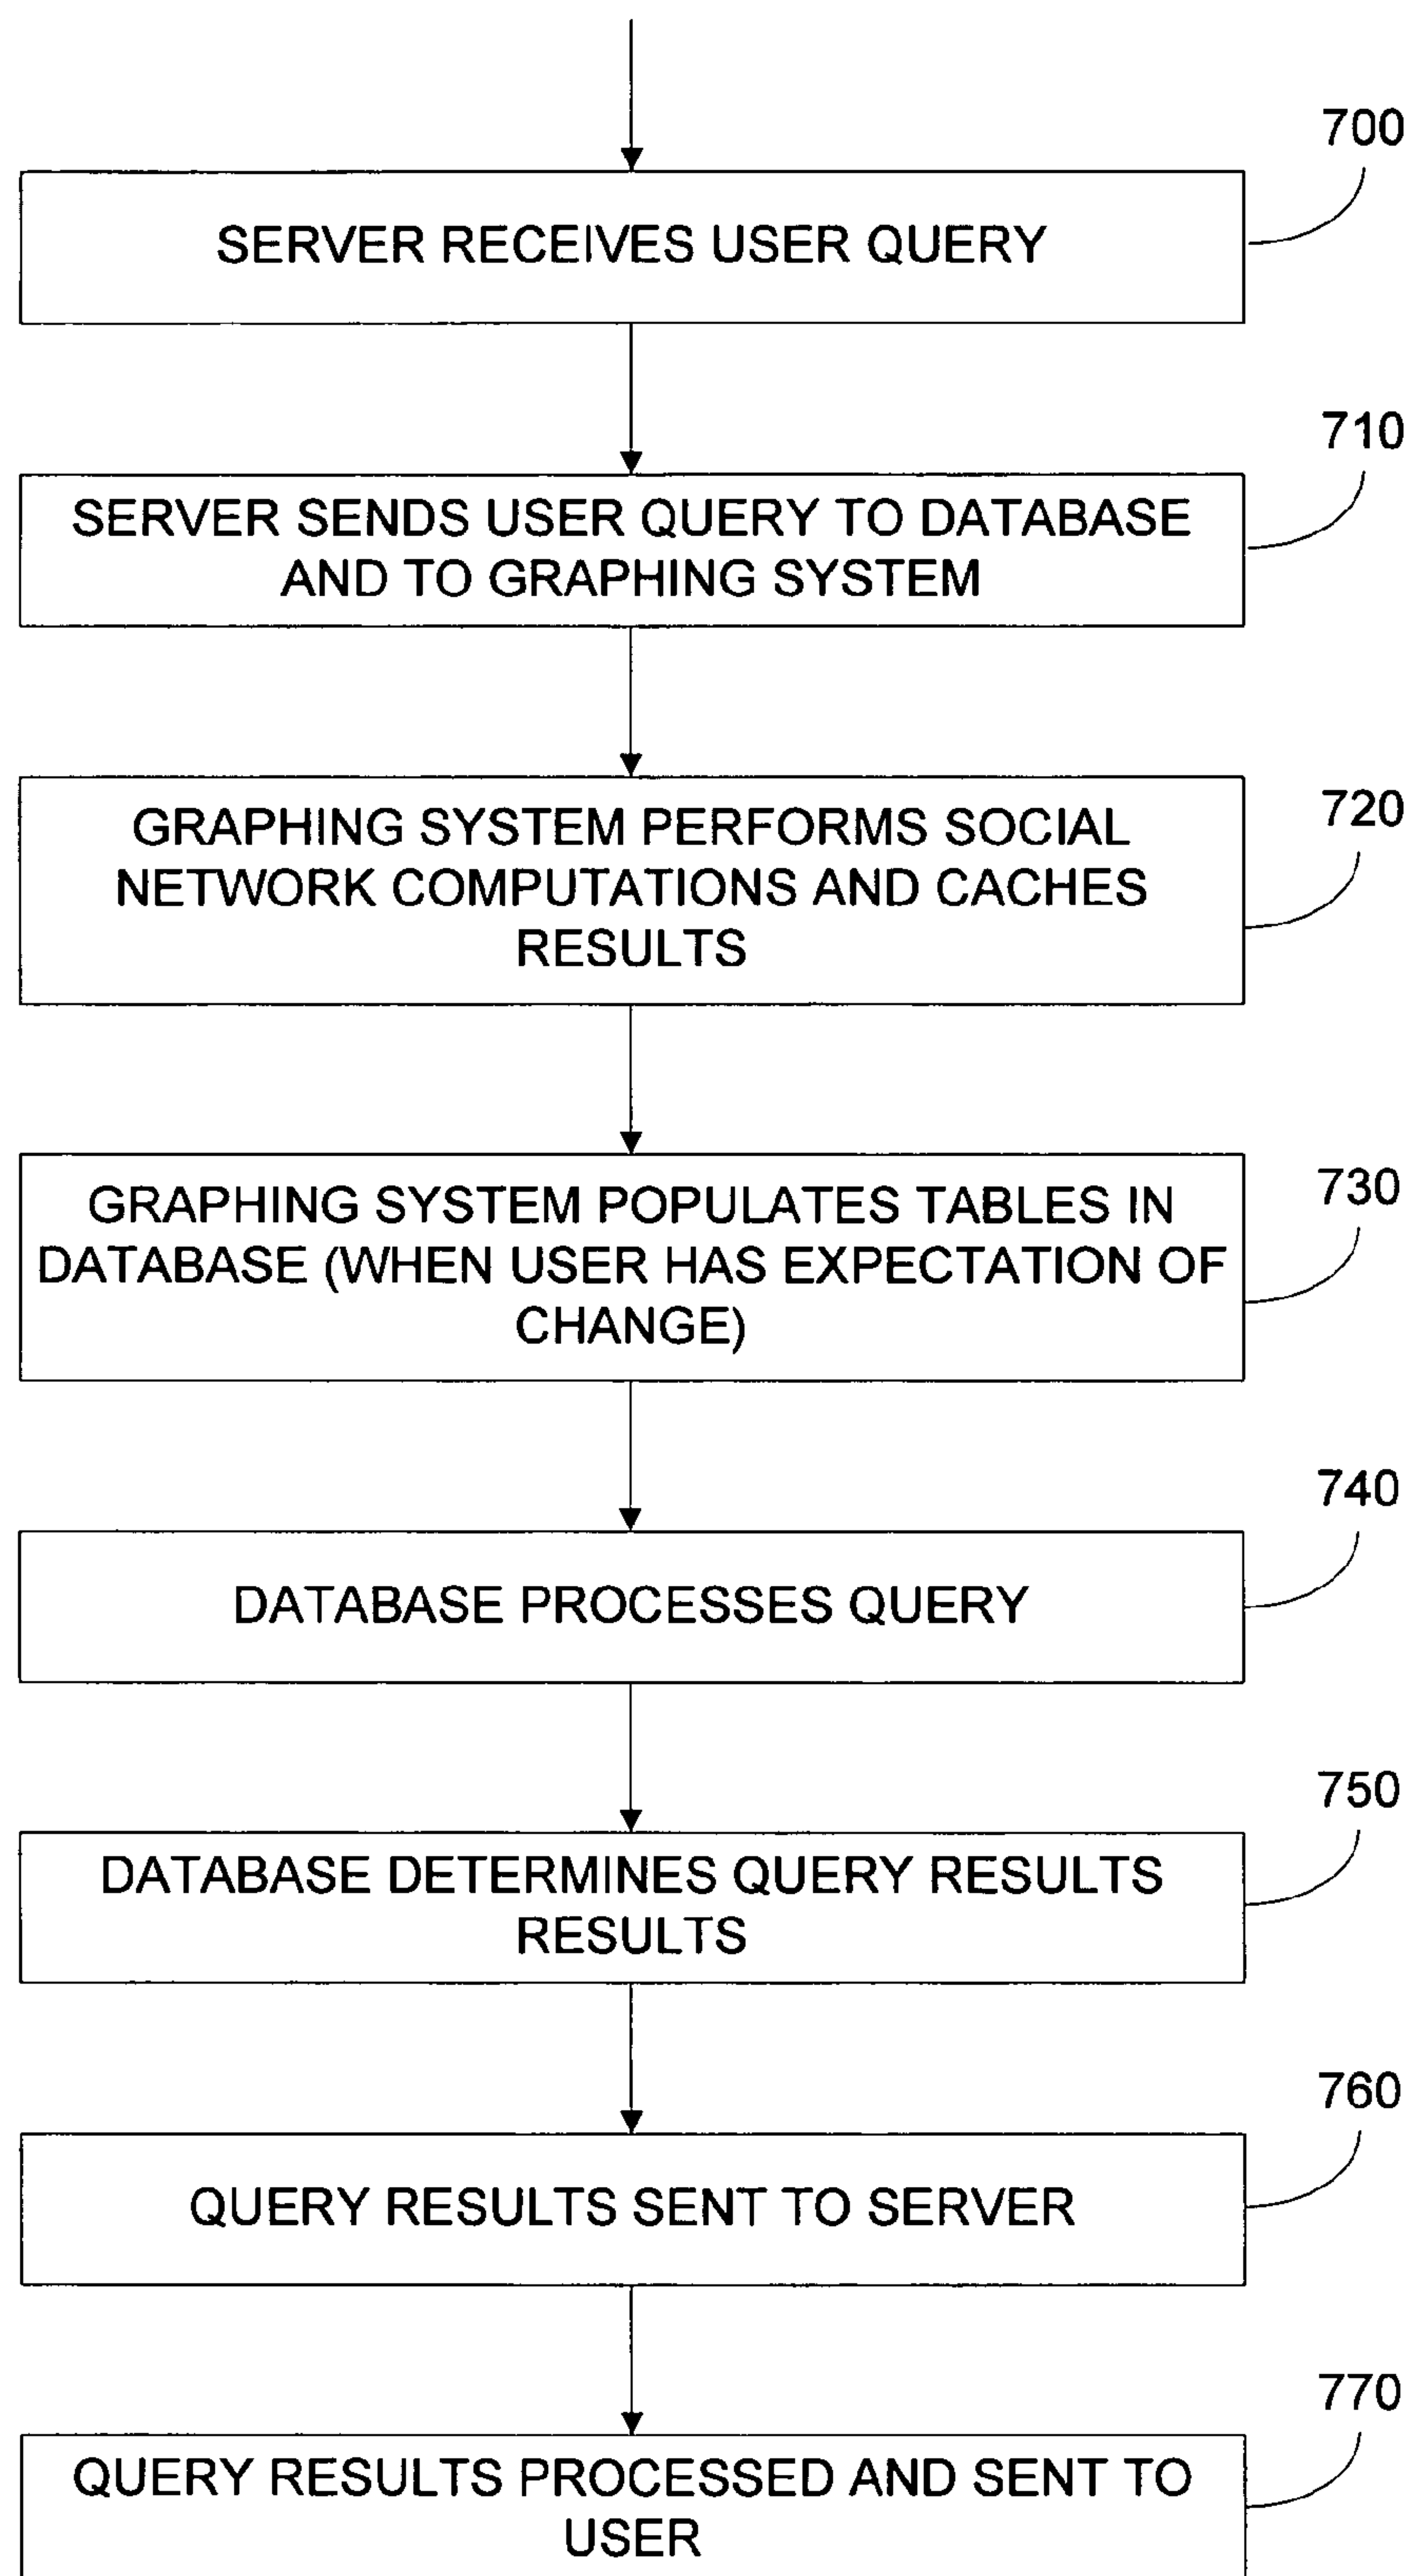 700
SERVER RECEIVES USER QUERY
710
SERVER SENDS USER QUERY TO DATABASE
AND TO GRAPHING SYSTEM
720
GRAPHING SYSTEM PERFORMS SOCIAL
NETWORK COMPUTATIONS AND CACHES
RESULTS
730
GRAPHING SYSTEM POPULATES TABLES IN
DATABASE (WHEN USER HAS EXPECTATION OF
CHANGE)
740
DATABASE PROCESSES QUERY
750
DATABASE DETERMINES QUERY RESULTS
RESULTS
760
QUERY RESULTS SENT TO SERVER
770
QUERY RESULTS PROCESSED AND SENT TO
USER